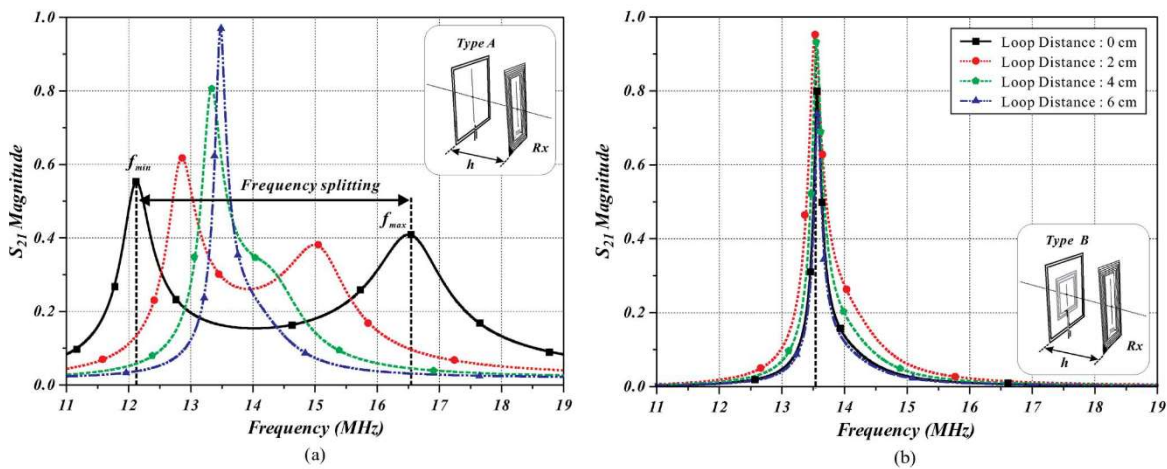 1.0
0.8
0.6
0.4
0.2
0.0
S21 Magnitude
11 12 13 14 15 16 17 18 19
Frequency (MHz)
fmin
Frequency splitting
fmax
Type A
Rx
h
(a)
1.0
0.8
0.6
0.4
0.2
0.0
S21 Magnitude
11 12 13 14 15 16 17 18 19
Frequency (MHz)
Loop Distance : 0 cm
Loop Distance : 2 cm
Loop Distance : 4 cm
Loop Distance : 6 cm
Type B
Rx
h
(b)